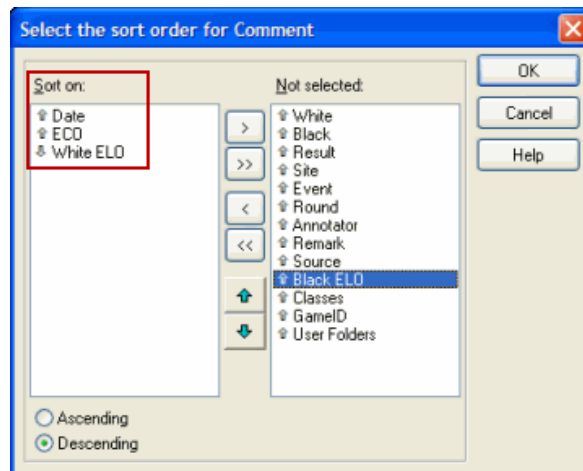 Select the sort order for Comment
Sort on:
Date
ECO
White ELO
>
>>
<
<<
Not selected:
White
Black
Result
Site
Event
Round
Annotator
Remark
Source
Black ELO
Classes
GameID
User Folders
OK
Cancel
Help
Ascending
Descending